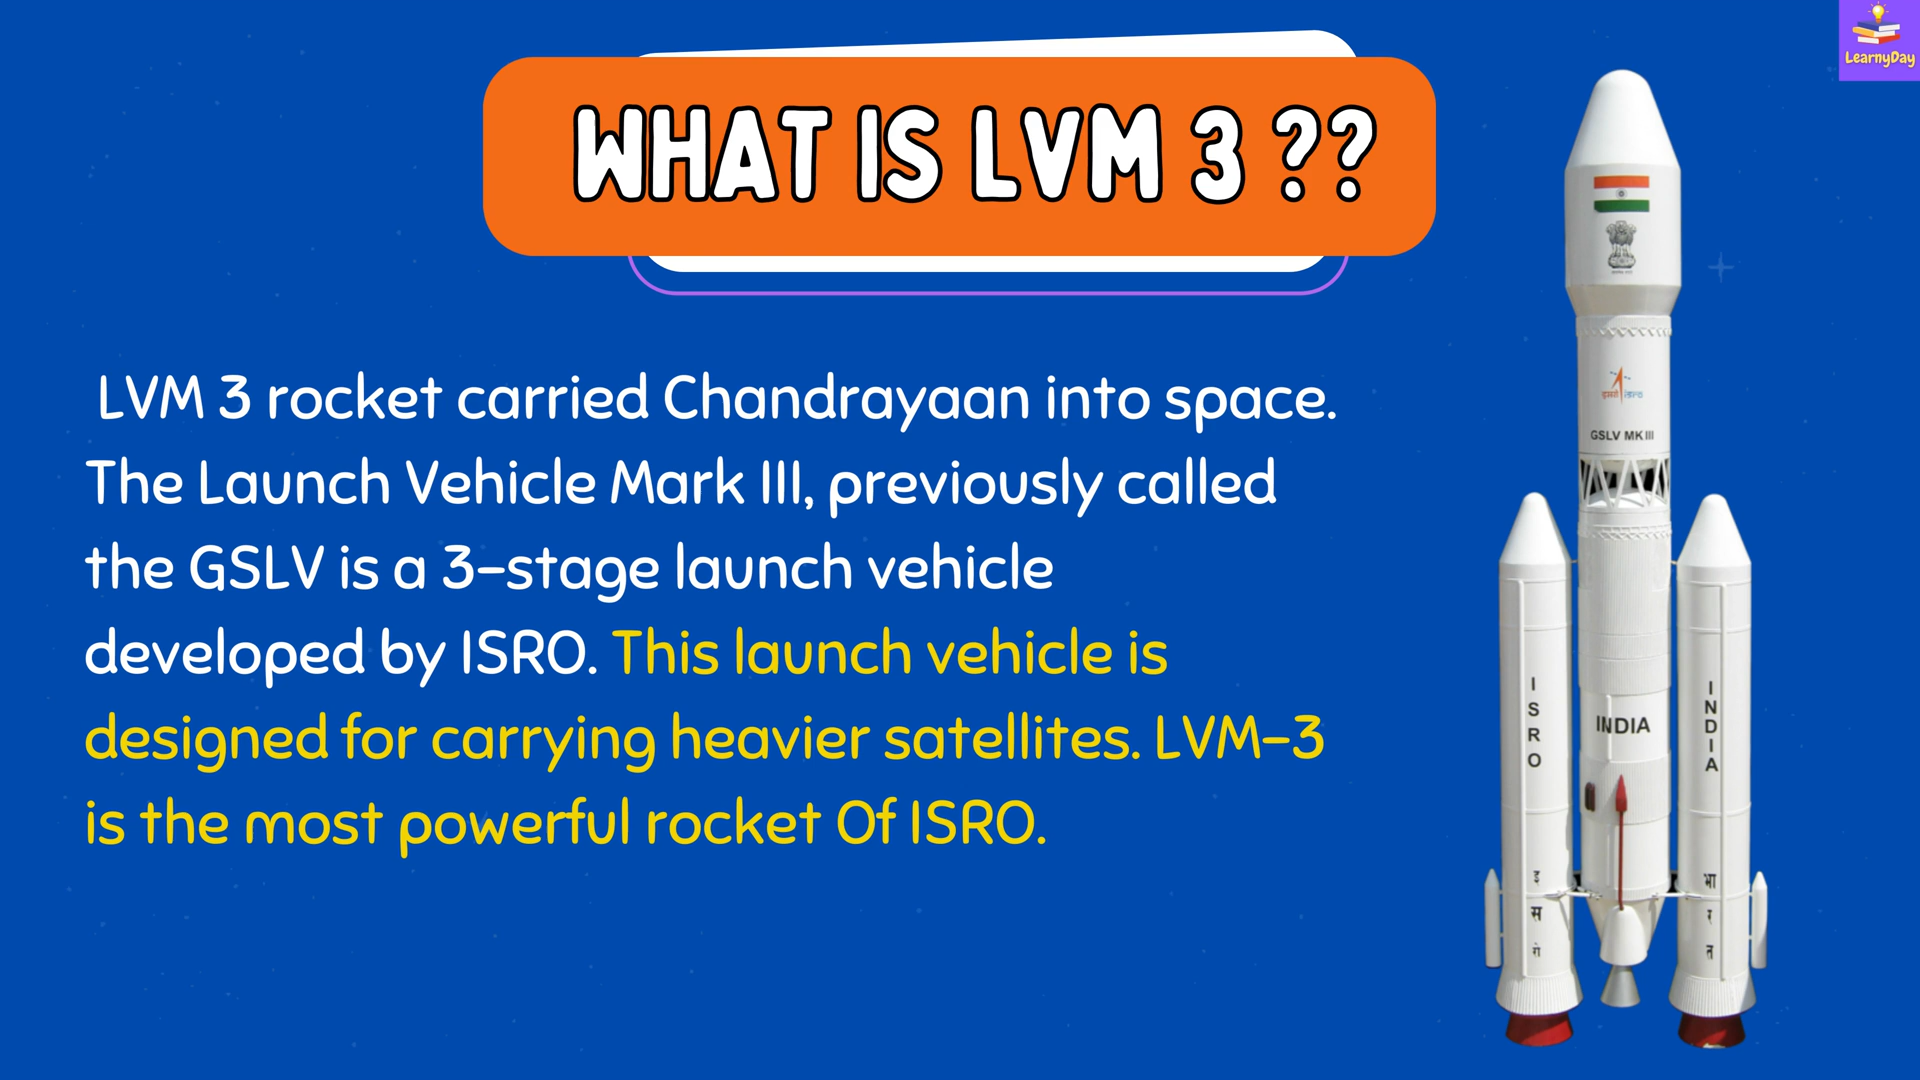 LearnyDay
WHAT IS LVM 3 ??
LVM 3 rocket carried Chandrayaan into space.
The Launch Vehicle Mark III, previously called
the GSLV is a 3-stage launch vehicle
developed by ISRO. This launch vehicle is
designed for carrying heavier satellites. LVM-3
is the most powerful rocket Of ISRO.
इसरो isro
GSLV MK III
I
S
R
O
INDIA
I
N
D
I
A
इ
स
रो
भा
र
त